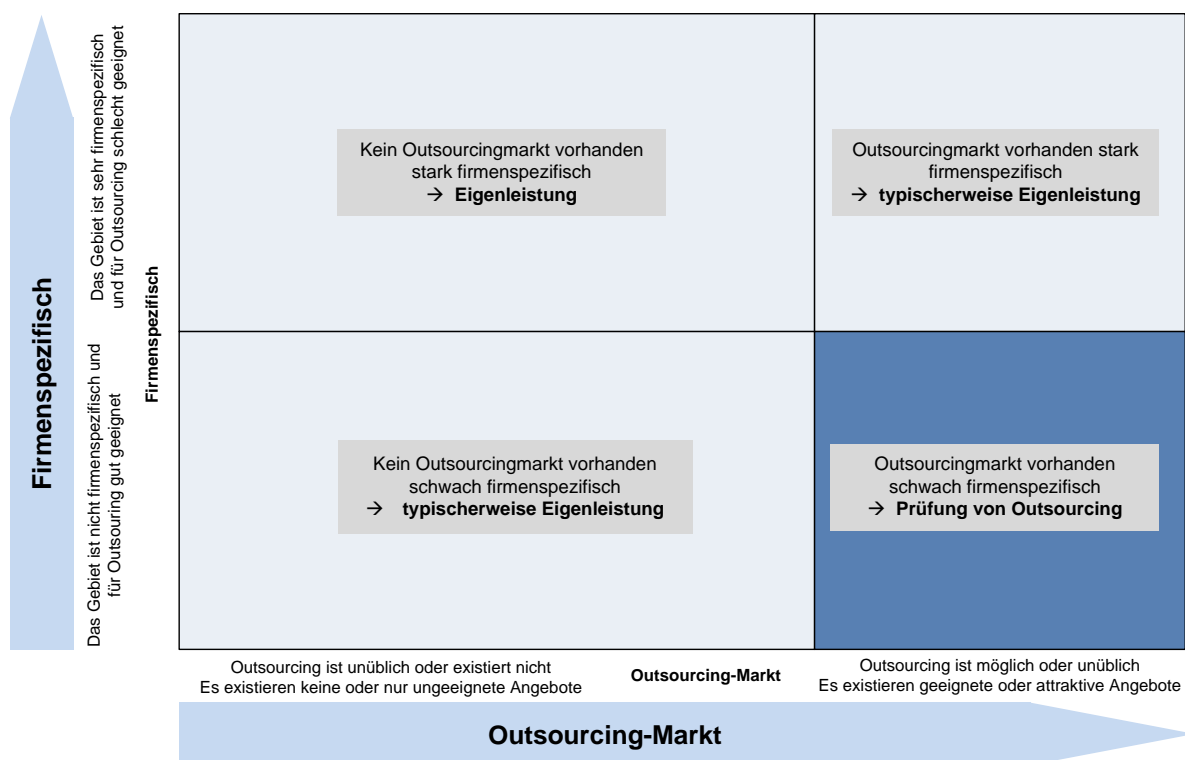 Firmenspezifisch
Das Gebiet ist sehr firmenspezifisch
und für Outsourcing schlecht geeignet
Das Gebiet ist nicht firmenspezifisch und
für Outsouring gut geeignet
Firmenspezifisch
Kein Outsourcingmarkt vorhanden
stark firmenspezifisch
→ Eigenleistung
Outsourcingmarkt vorhanden stark
firmenspezifisch
→ typischerweise Eigenleistung
Kein Outsourcingmarkt vorhanden
schwach firmenspezifisch
→ typischerweise Eigenleistung
Outsourcingmarkt vorhanden
schwach firmenspezifisch
→ Prüfung von Outsourcing
Outsourcing ist unüblich oder existiert nicht
Es existieren keine oder nur ungeeignete Angebote
Outsourcing-Markt
Outsourcing ist möglich oder unüblich
Es existieren geeignete oder attraktive Angebote
Outsourcing-Markt